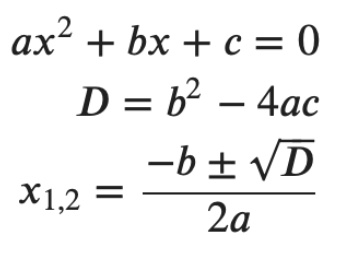 ax² + bx + c = 0
D = b² − 4ac
x₁,₂ = (−b ± √D) / 2a